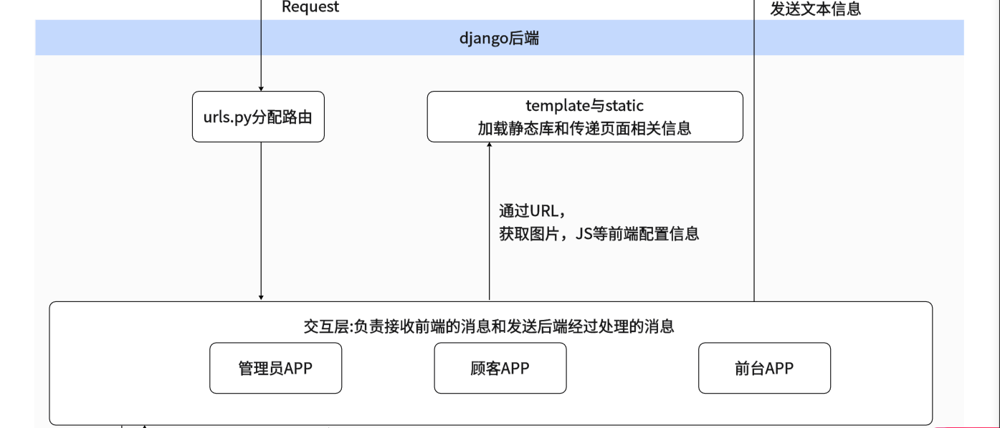 Request
发送文本信息
django后端
urls.py分配路由
template与static
加载静态库和传递页面相关信息
通过URL，
获取图片，JS等前端配置信息
交互层:负责接收前端的消息和发送后端经过处理的消息
管理员APP
顾客APP
前台APP